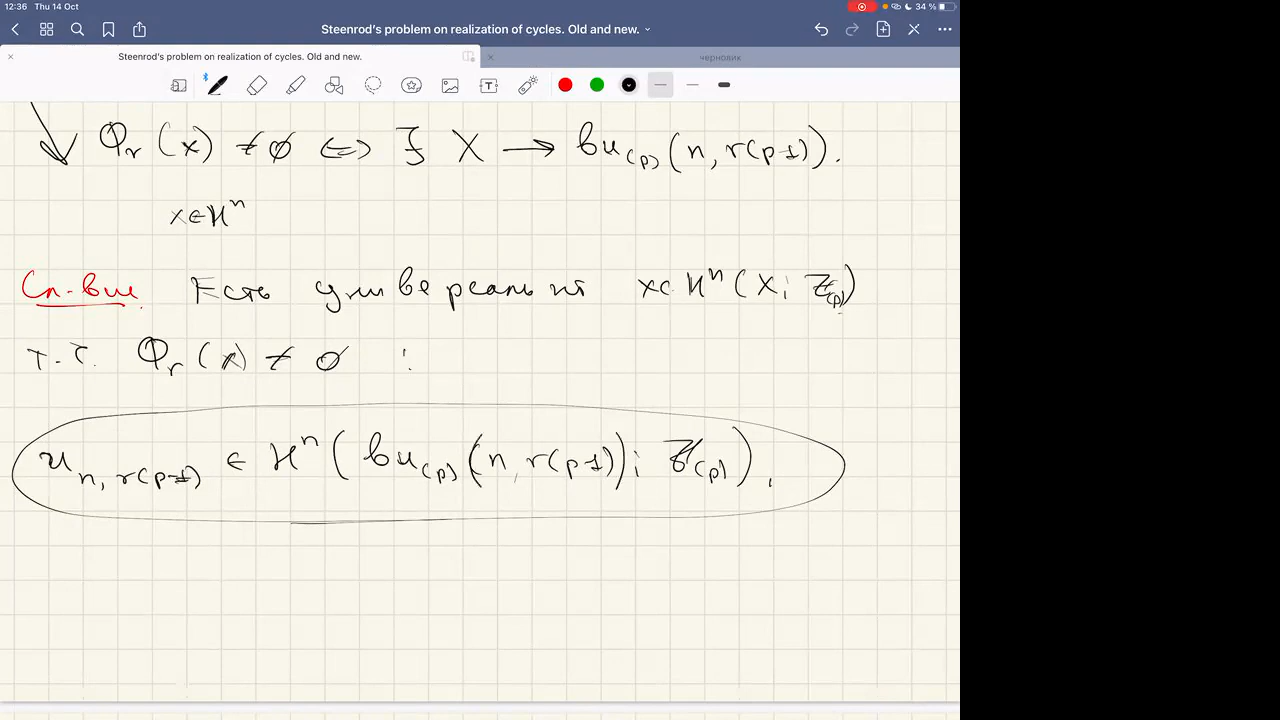 12:36 Thu 14 Oct 34 %
Steenrod's problem on realization of cycles. Old and new.
Steenrod's problem on realization of cycles. Old and new.
черновик
Φ_r (x) ≠ ∅ ⇔ ∃ X → bu_(p) (n, r(p-1)).
x ∈ H^n
Сл-вие. Есть универсальный x ∈ H^n (X; Z_(p))
т.ч. Φ_r (x) ≠ ∅ :
x_{n, r(p-1)} ∈ H^n (bu_(p) (n, r(p-1)); Z_(p)).